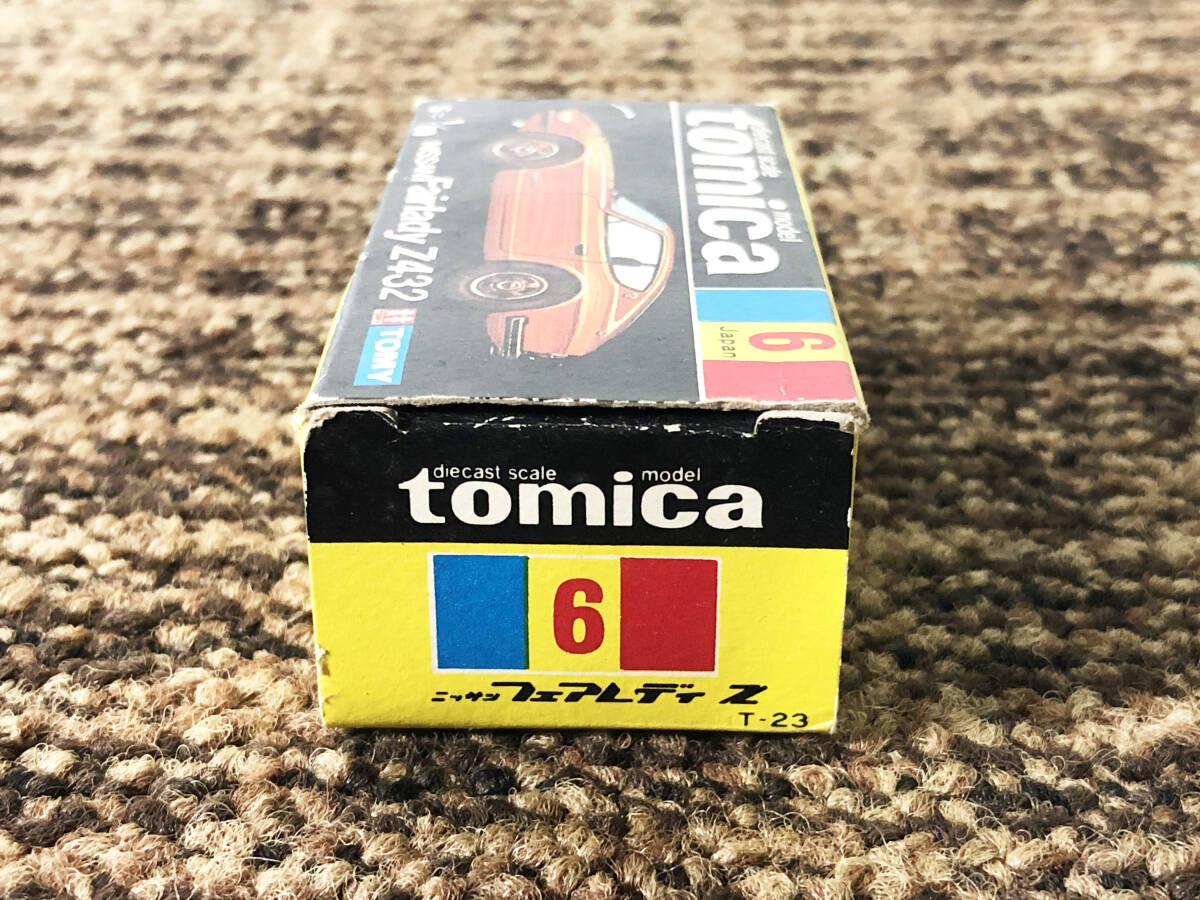 diecast scale model
tomica
6
Japan
NISSAN Fairlady Z432
TOMY
diecast scale model
tomica
6
ニッサン フェアレディ Z
T-23